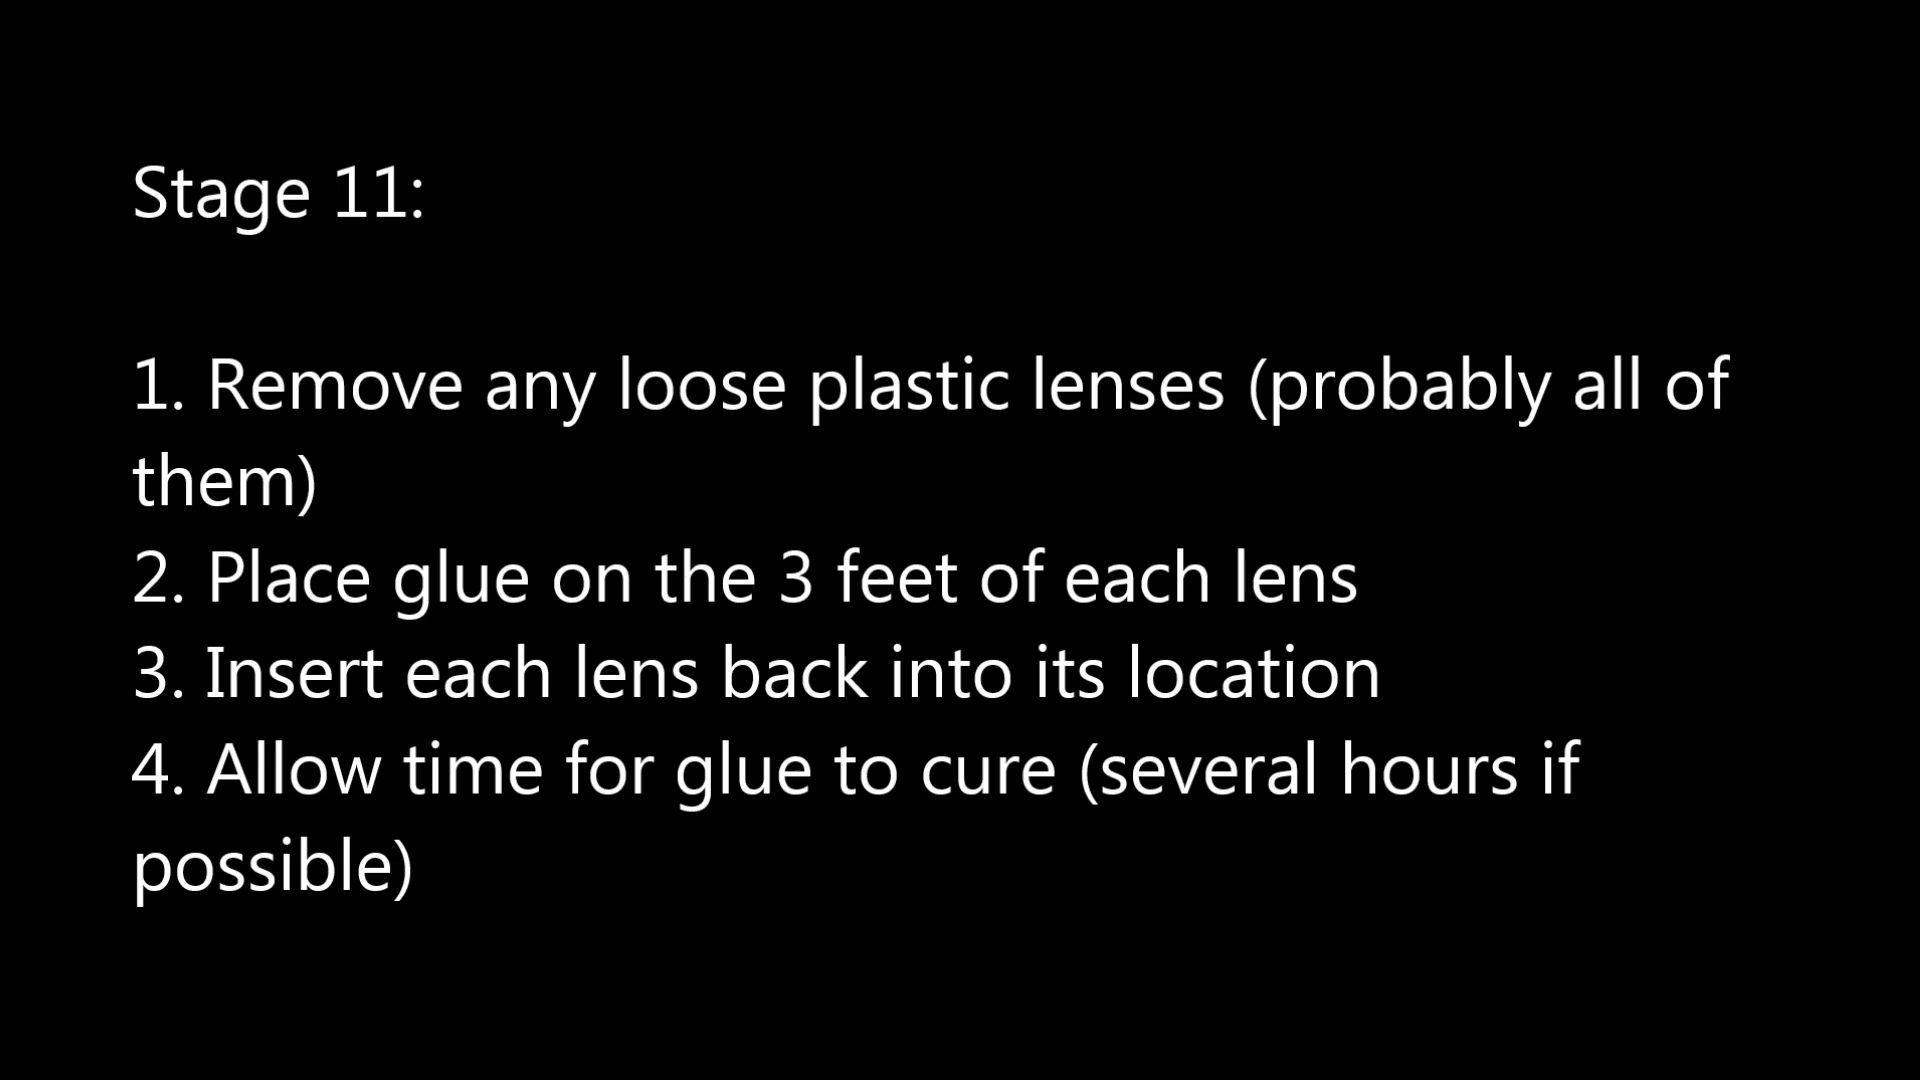 Stage 11:
1. Remove any loose plastic lenses (probably all of
them)
2. Place glue on the 3 feet of each lens
3. Insert each lens back into its location
4. Allow time for glue to cure (several hours if
possible)